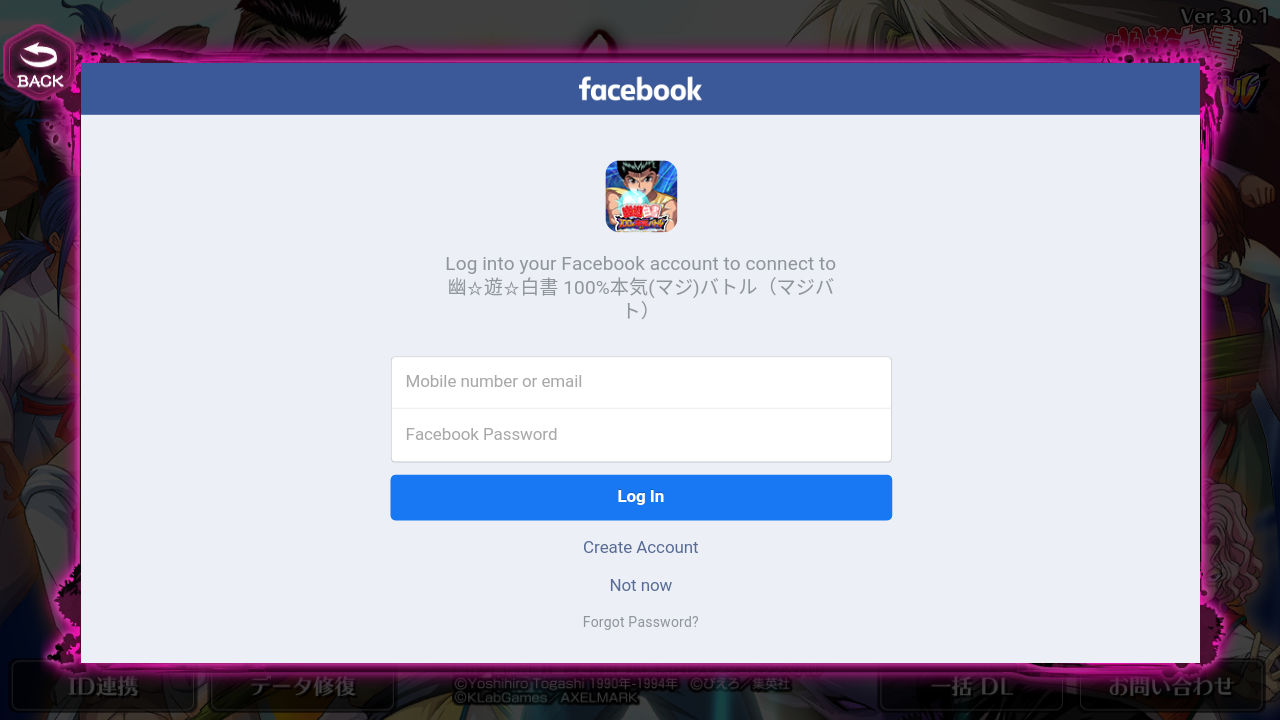 Ver.3.0.1
BACK
facebook
Log into your Facebook account to connect to
幽☆遊☆白書 100%本気(マジ)バトル（マジバ
ト）
Mobile number or email
Facebook Password
Log In
Create Account
Not now
Forgot Password?
ID連携
データ修復
©Yoshihiro Togashi 1990年-1994年 ©ぴえろ／集英社
©KLabGames／AXELMARK
一括 DL
お問い合わせ